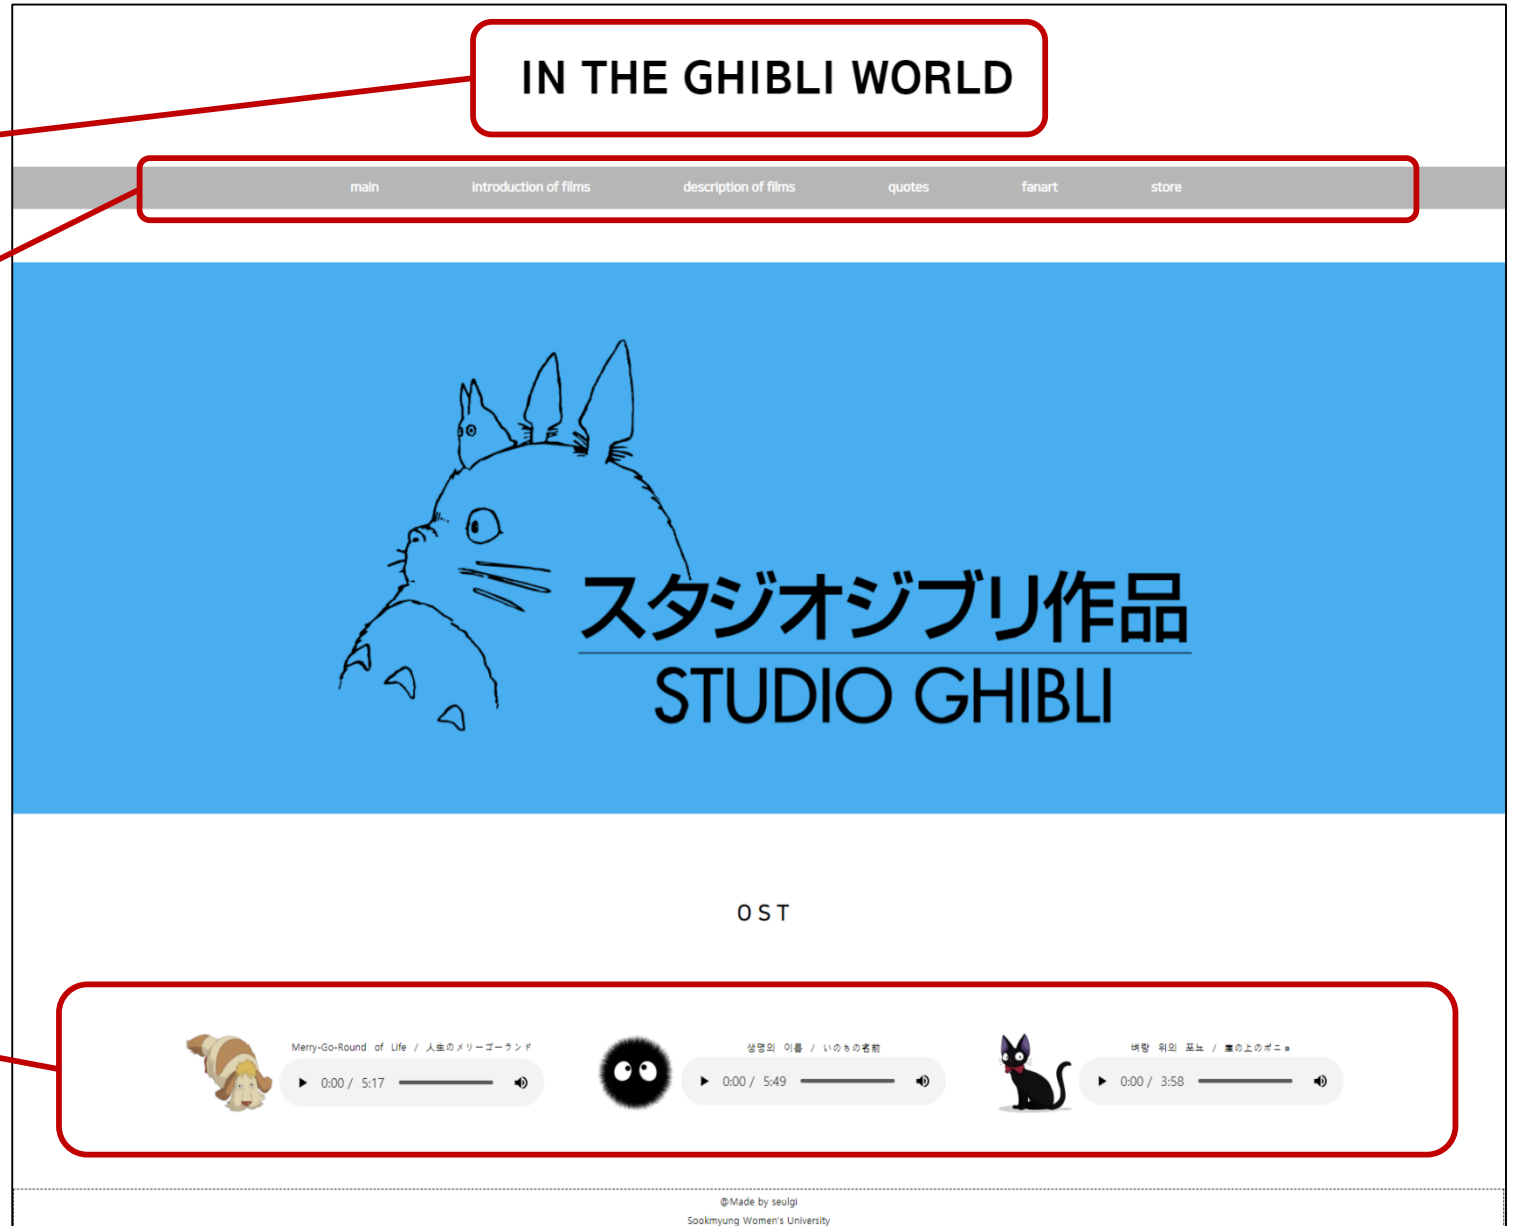 IN THE GHIBLI WORLD
main introduction of films description of films quotes fanart store
スタジオジブリ作品
STUDIO GHIBLI
OST
Merry-Go-Round of Life / 人生のメリーゴーランド
0:00 / 5:17
생명의 이름 / いのちの名前
0:00 / 5:49
벼랑 위의 포뇨 / 崖の上のポニョ
0:00 / 3:58
@Made by seulgi
Sookmyung Women's University